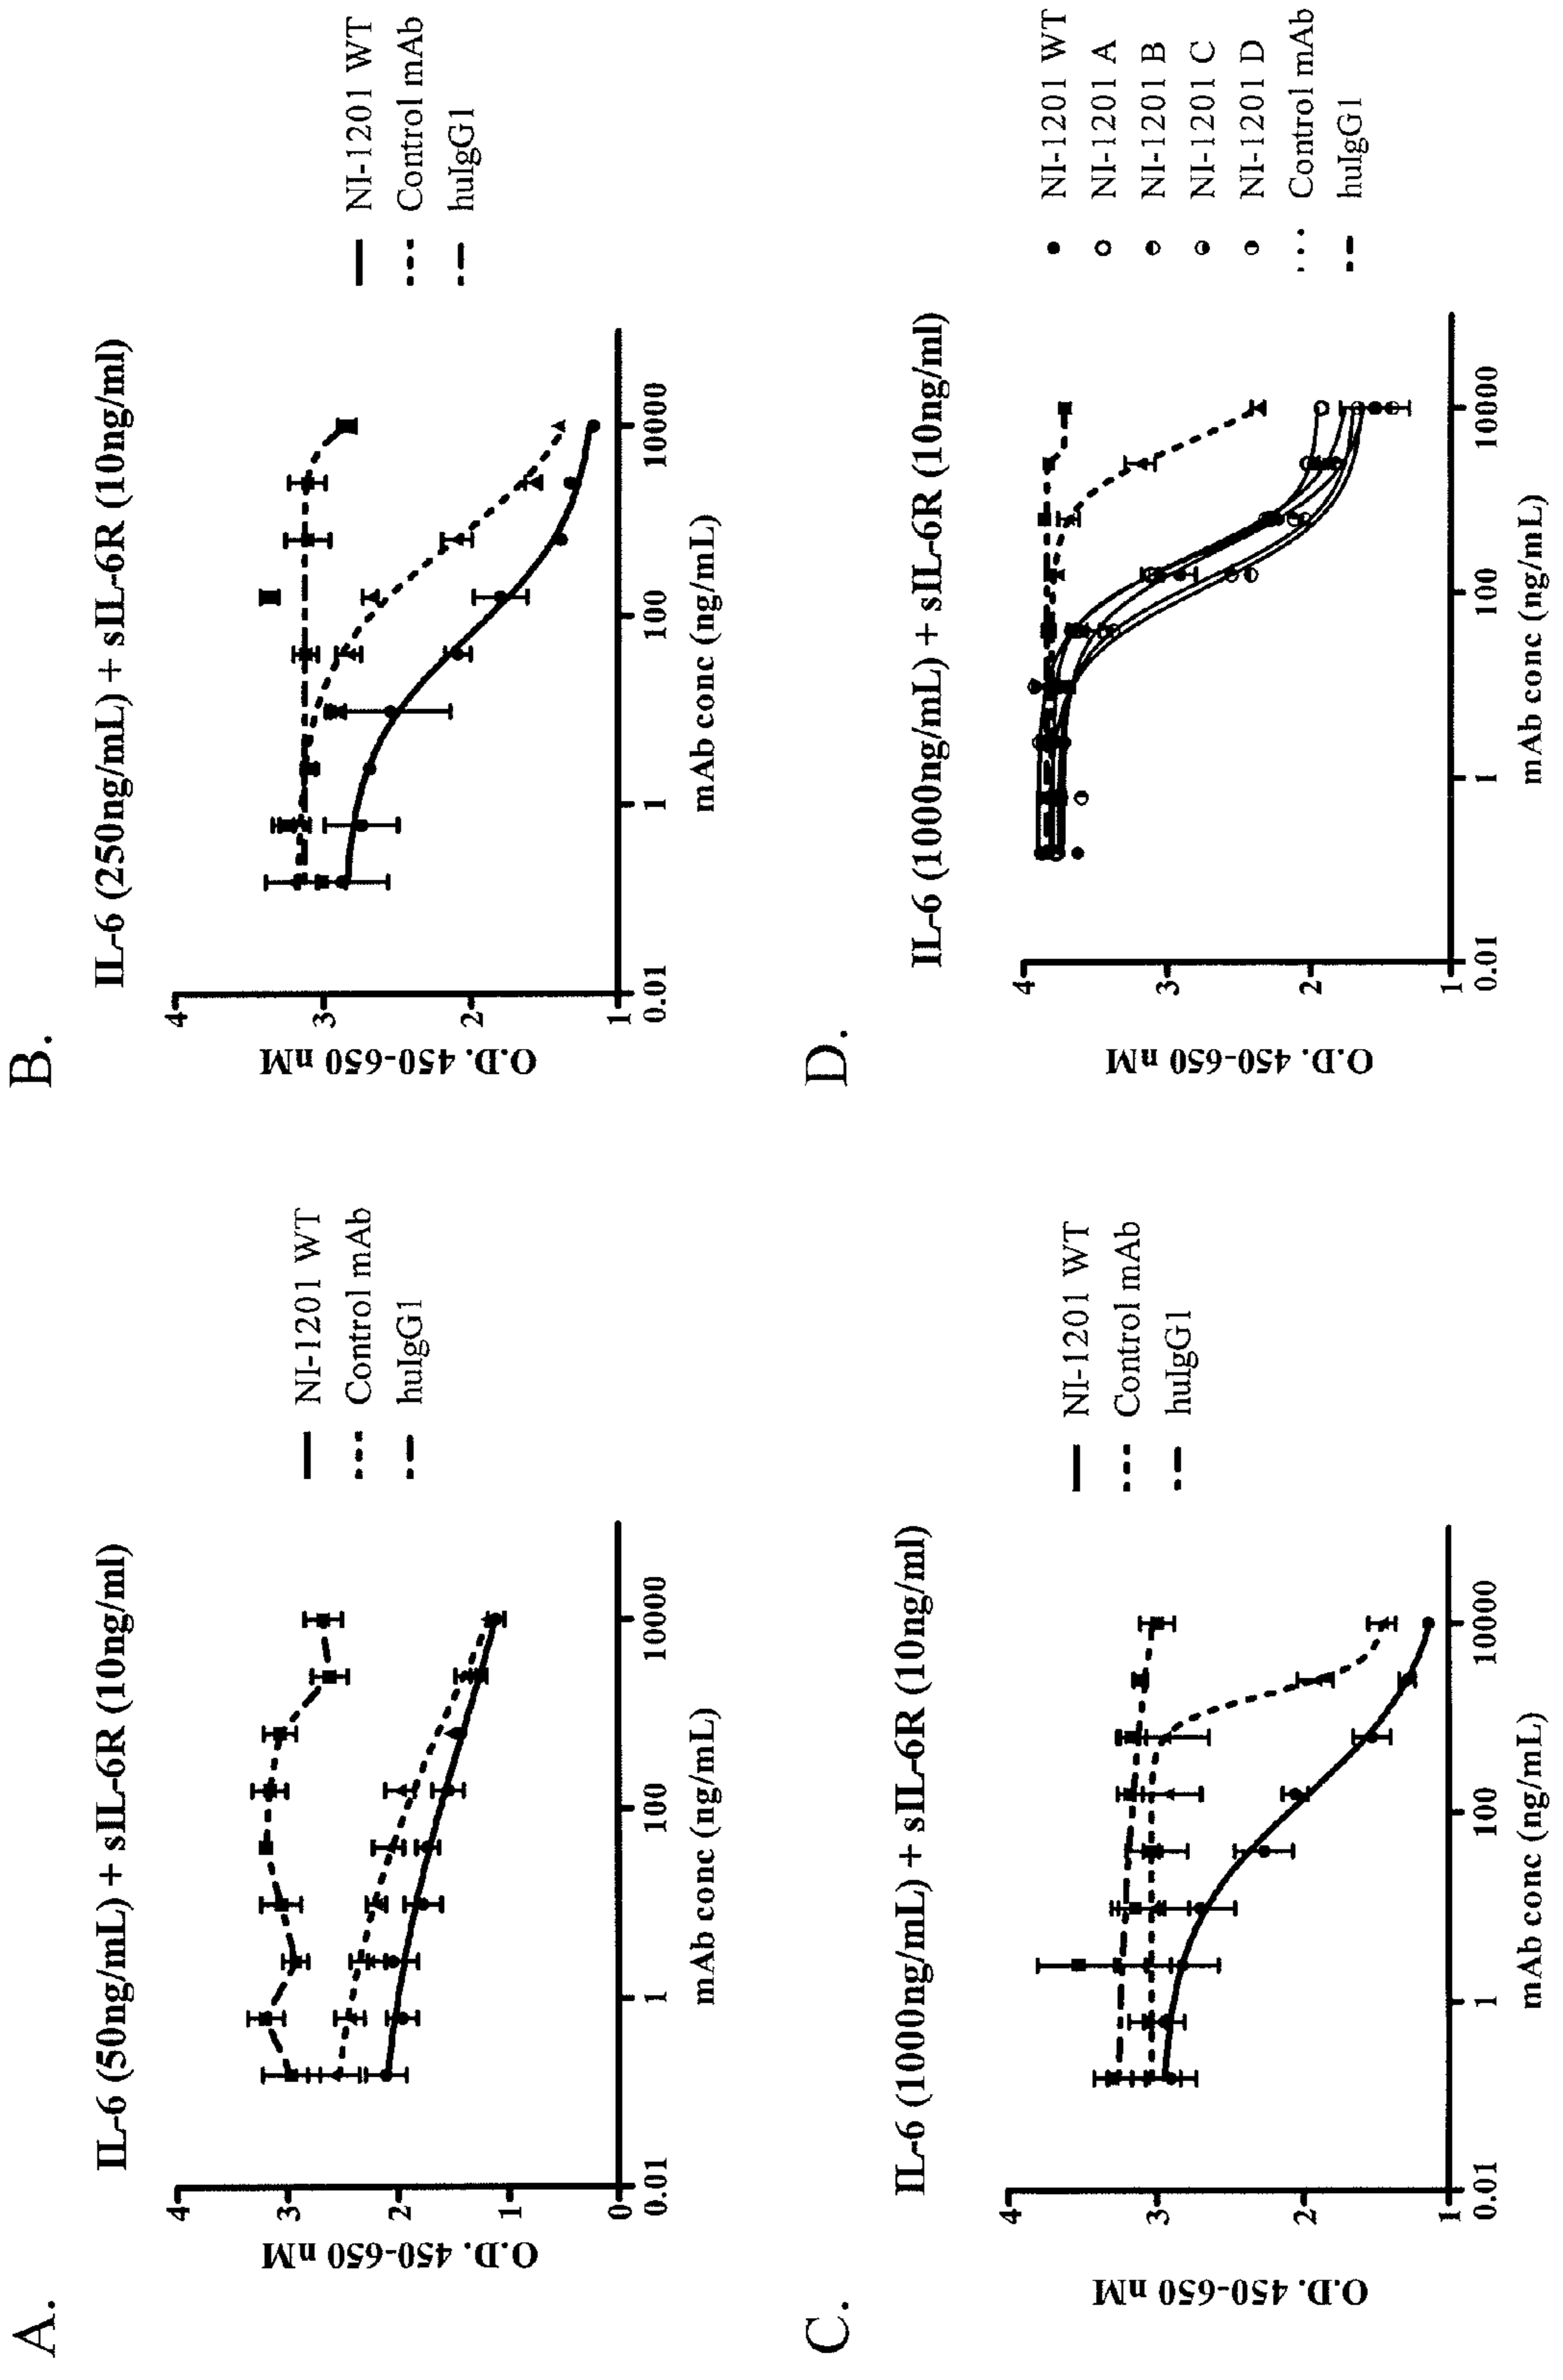 A.
IL-6 (50ng/mL) + sIL-6R (10ng/ml)
O.D. 450-650 nM
4
3
2
1
0
0.01
1
100
10000
mAb conc (ng/mL)
NI-1201 WT
Control mAb
huIgG1
B.
IL-6 (250ng/mL) + sIL-6R (10ng/ml)
O.D. 450-650 nM
4
3
2
1
0.01
1
100
10000
mAb conc (ng/mL)
NI-1201 WT
Control mAb
huIgG1
C.
IL-6 (1000ng/mL) + sIL-6R (10ng/ml)
O.D. 450-650 nM
4
3
2
1
0.01
1
100
10000
mAb conc (ng/mL)
NI-1201 WT
Control mAb
huIgG1
D.
IL-6 (1000ng/mL) + sIL-6R (10ng/ml)
O.D. 450-650 nM
4
3
2
1
0.01
1
100
10000
mAb conc (ng/mL)
NI-1201 WT
NI-1201 A
NI-1201 B
NI-1201 C
NI-1201 D
Control mAb
huIgG1